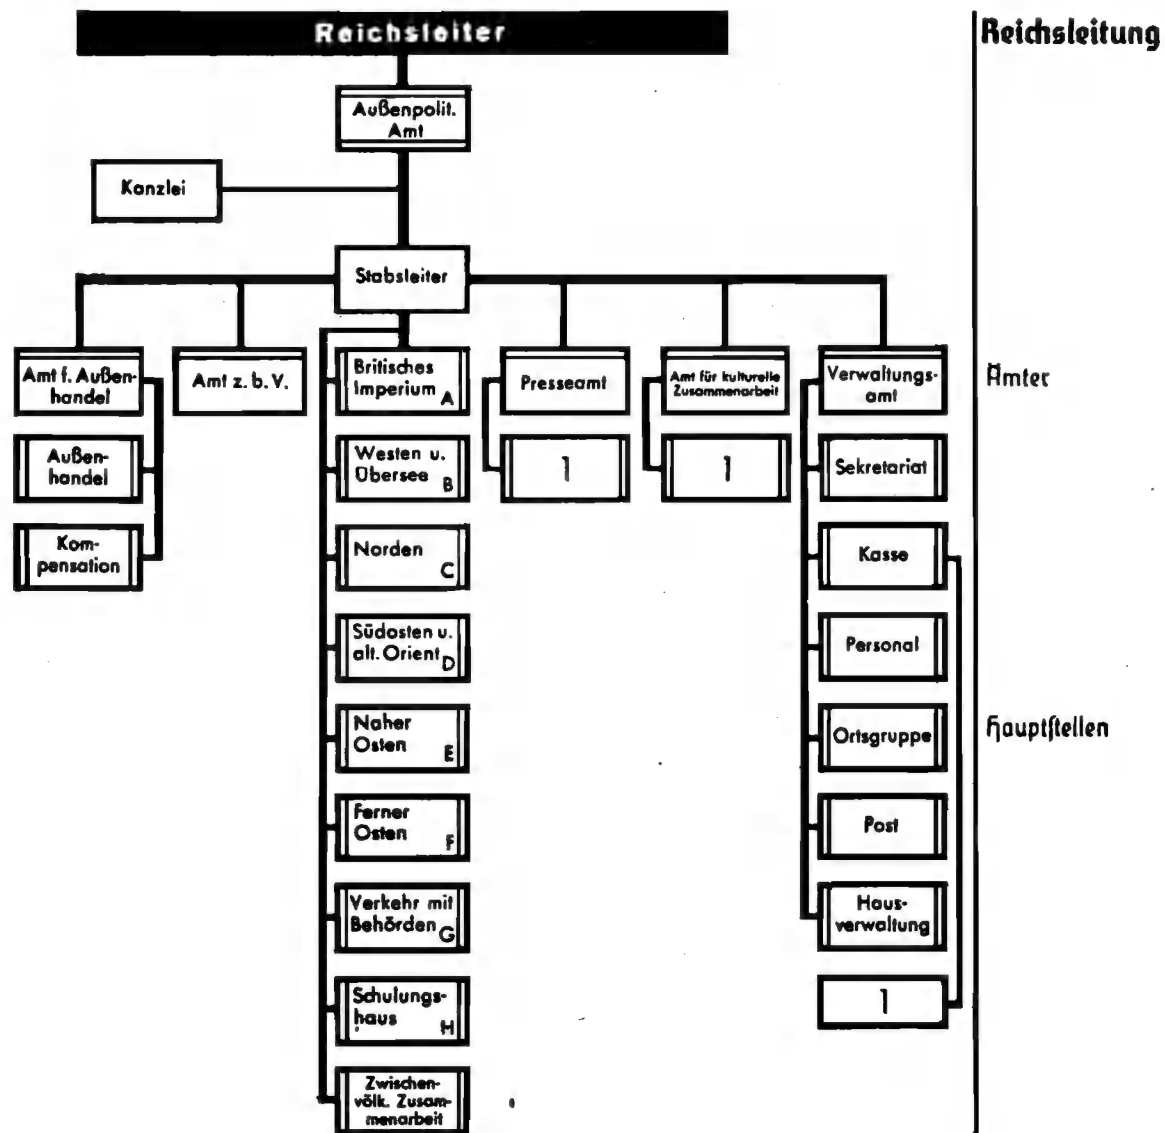 Reichsleiter
Reichsleitung
Außenpolit.
Amt
Kanzlei
Stabsleiter
Amt f. Außen-
handel
Außen-
handel
Kom-
pensation
Amt z. b. V.
Britisches
Imperium A
Westen u.
Übersee B
Norden
C
Südosten u.
alt. Orient D
Naher
Osten E
Ferner
Osten F
Verkehr mit
Behörden G
Schulungs-
haus H
Zwischen-
völk. Zusam-
menarbeit
Presseamt
1
Amt für kulturelle
Zusammenarbeit
1
Verwaltungs-
amt
Sekretariat
Kasse
Personal
Ortsgruppe
Post
Haus-
verwaltung
1
Ämter
Hauptstellen